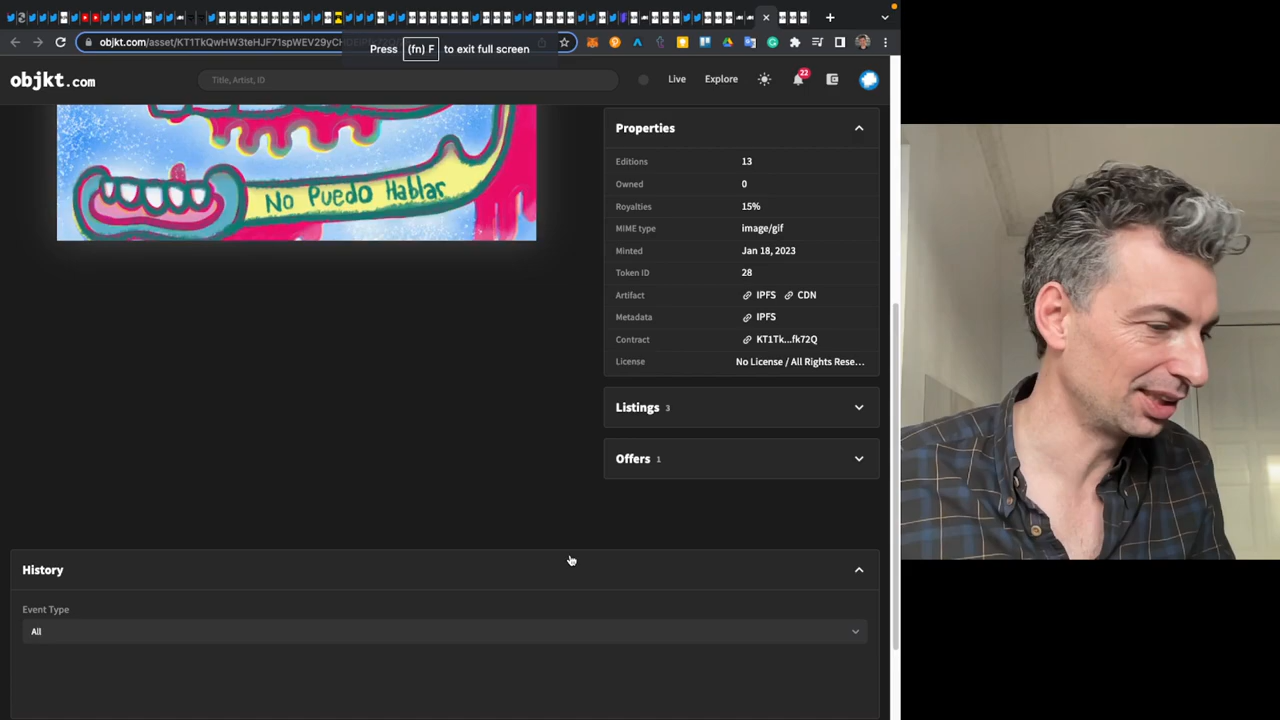 objkt.com/asset/KT1TkQwHW3teHJF71spWEV29yCH
Press (fn) F to exit full screen
objkt.com
Title, Artist, ID
Live
Explore
22
No Puedo Hablas
Properties
Editions 13
Owned 0
Royalties 15%
MIME type image/gif
Minted Jan 18, 2023
Token ID 28
Artifact IPFS CDN
Metadata IPFS
Contract KT1Tk...fk72Q
License No License / All Rights Rese...
Listings 3
Offers 1
History
Event Type
All